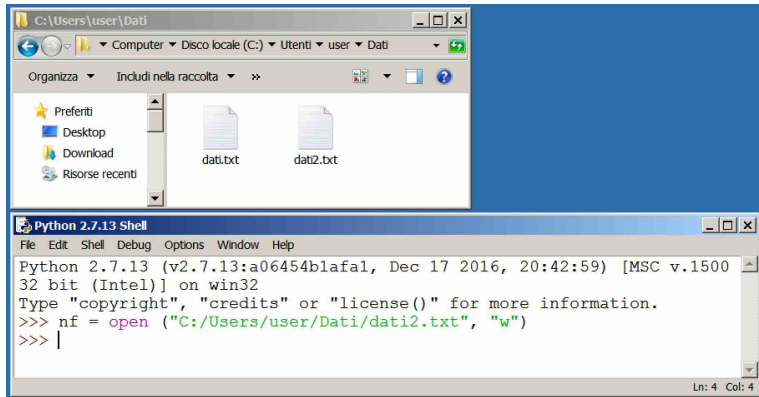 C:\Users\user\Dati
Computer Disco locale (C:) Utenti user Dati
Organizza Includi nella raccolta »
Preferiti
Desktop
Download
Risorse recenti
dati.txt dati2.txt
Python 2.7.13 Shell
File Edit Shell Debug Options Window Help
Python 2.7.13 (v2.7.13:a06454b1afa1, Dec 17 2016, 20:42:59) [MSC v.1500
32 bit (Intel)] on win32
Type "copyright", "credits" or "license()" for more information.
>>> nf = open ("C:/Users/user/Dati/dati2.txt", "w")
>>>
Ln: 4 Col: 4